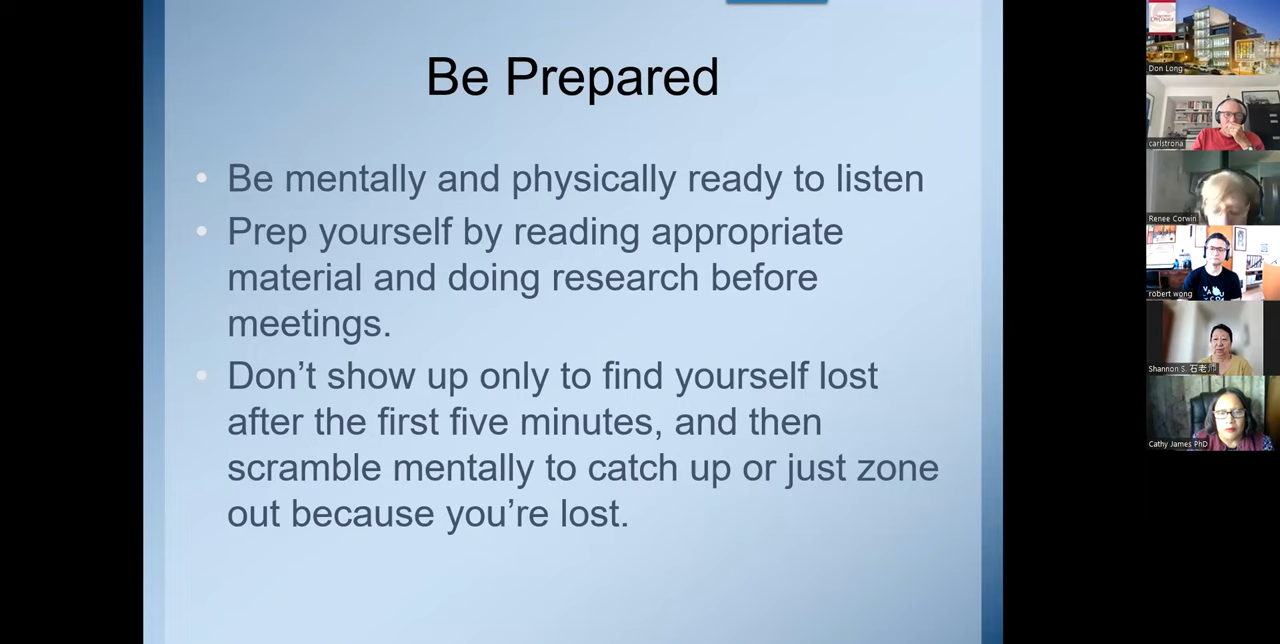 Be Prepared
• Be mentally and physically ready to listen
• Prep yourself by reading appropriate
material and doing research before
meetings.
• Don’t show up only to find yourself lost
after the first five minutes, and then
scramble mentally to catch up or just zone
out because you’re lost.
Don Long
carlstrona
Renee Corwin
robert wong
Shannon S. 石老师
Cathy James PhD